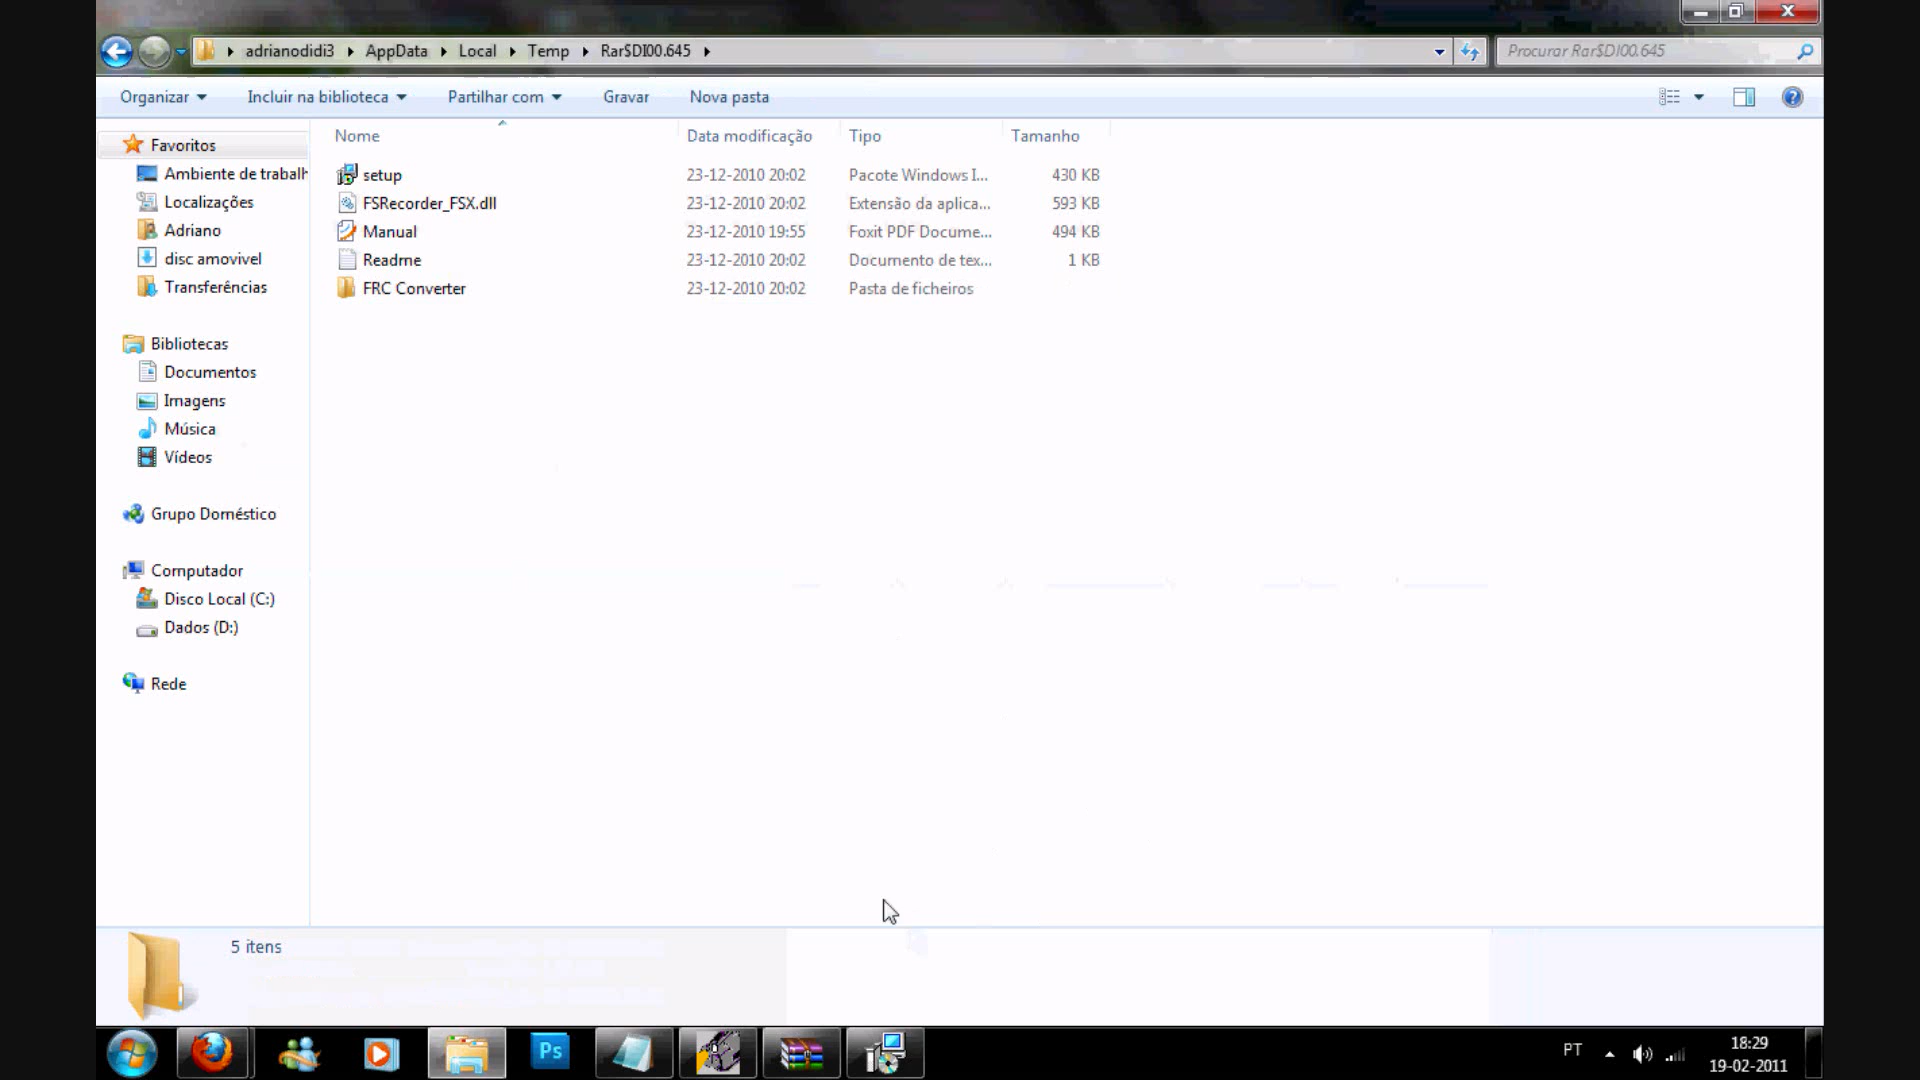 adrianodidi3 AppData Local Temp Rar$DI00.645
Procurar Rar$DI00.645
Organizar Incluir na biblioteca Partilhar com Gravar Nova pasta
Nome Data modificação Tipo Tamanho
setup 23-12-2010 20:02 Pacote Windows I... 430 KB
FSRecorder_FSX.dll 23-12-2010 20:02 Extensão da aplica... 593 KB
Manual 23-12-2010 19:55 Foxit PDF Docume... 494 KB
Readme 23-12-2010 20:02 Documento de tex... 1 KB
FRC Converter 23-12-2010 20:02 Pasta de ficheiros
Favoritos
Ambiente de trabalh
Localizações
Adriano
disc amovivel
Transferências
Bibliotecas
Documentos
Imagens
Música
Vídeos
Grupo Doméstico
Computador
Disco Local (C:)
Dados (D:)
Rede
5 itens
Ps
PT
18:29
19-02-2011